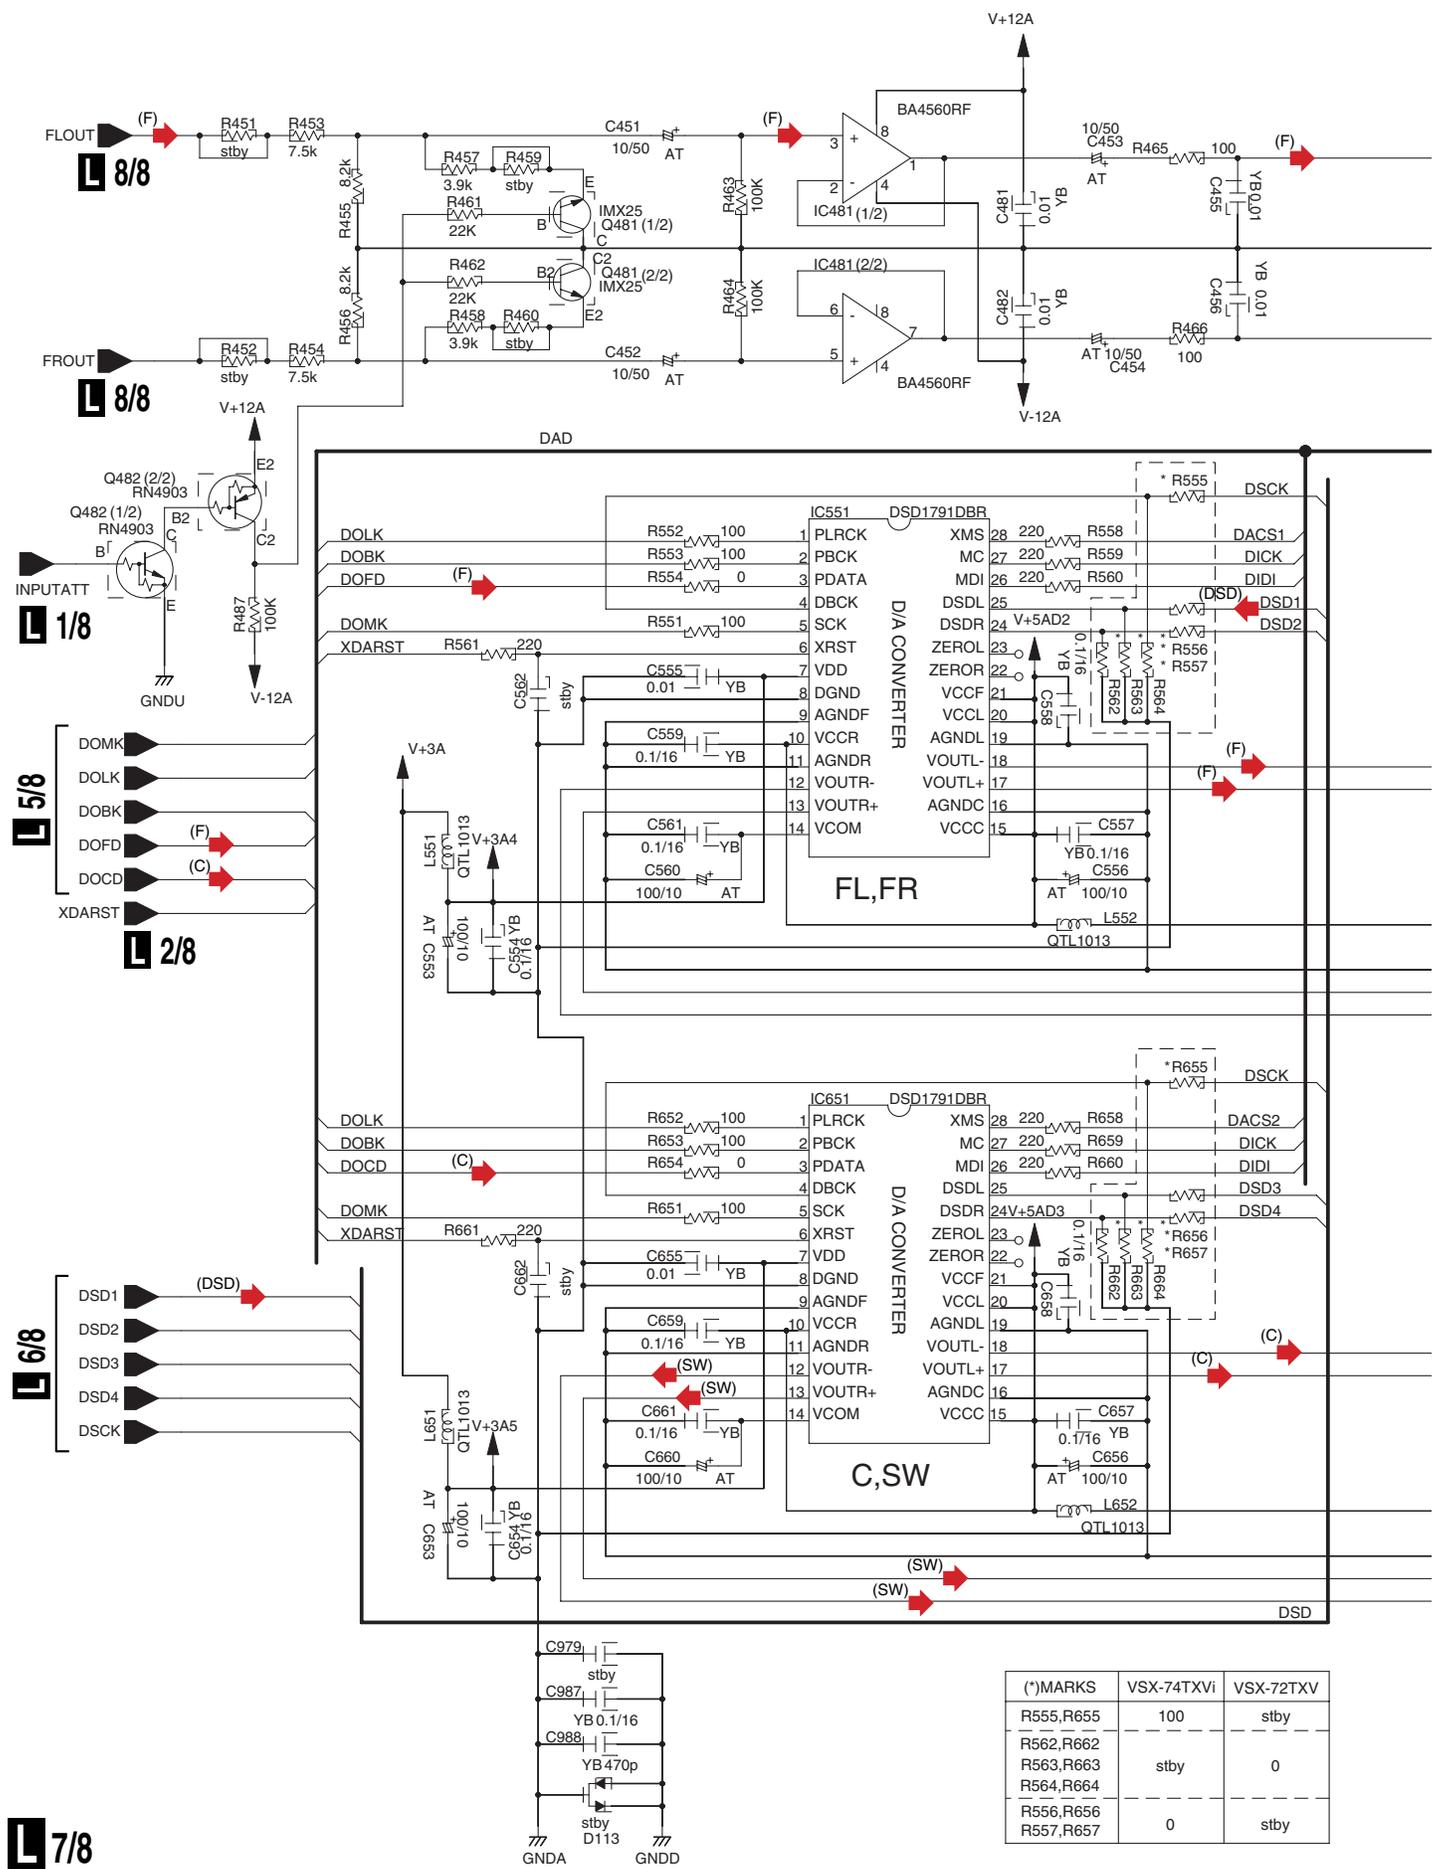 V+12A
FLOUT
(F)
R451
stby
R453
7.5k
C451
10/50
AT
(F)
BA4560RF
3
+
8
1
2
-
4
IC481 (1/2)
10/50
C453
AT
R465
100
(F)
L 8/8
R455
8.2k
R457
3.9k
R459
stby
R461
22K
E
B
C
IMX25
Q481 (1/2)
R463
100K
C481
0.01
YB
C455
YB 0.01
R456
8.2k
R462
22K
B2
C2
Q481 (2/2)
IMX25
E2
R458
3.9k
R460
stby
R464
100K
IC481 (2/2)
6
-
8
7
5
+
4
BA4560RF
C482
0.01
YB
C456
YB 0.01
FROUT
R452
stby
R454
7.5k
C452
10/50
AT
AT 10/50
C454
R466
100
L 8/8
V-12A
V+12A
E2
Q482 (2/2)
RN4903
B2
C2
Q482 (1/2)
RN4903
B
C
E
INPUTATT
L 1/8
R487
100K
GNDU
V-12A
DAD
L 5/8
DOMK
DOLK
DOBK
DOFD
(F)
DOCD
(C)
XDARST
L 2/8
DOLK
DOBK
DOFD
(F)
DOMK
XDARST
R552
100
R553
100
R554
0
R551
100
R561
220
C562
stby
C555
0.01
YB
C559
0.1/16
YB
C561
0.1/16
YB
C560
100/10
AT
V+3A
L551
QTL1013
V+3A4
AT C553
100/10
C554 YB
0.1/16
IC551
DSD1791DBR
D/A CONVERTER
1 PLRCK
2 PBCK
3 PDATA
4 DBCK
5 SCK
6 XRST
7 VDD
8 DGND
9 AGNDF
10 VCCR
11 AGNDR
12 VOUTR-
13 VOUTR+
14 VCOM
XMS 28
MC 27
MDI 26
DSDL 25
DSDR 24
ZEROL 23
ZEROR 22
VCCF 21
VCCL 20
AGNDL 19
VOUTL- 18
VOUTL+ 17
AGNDC 16
VCCC 15
FL,FR
* R555
DSCK
220
R558
DACS1
220
R559
DICK
220
R560
DIDI
(DSD)
DSD1
DSD2
V+5AD2
0.1/16
YB
C558
R562
* R563
* R564
* R556
* R557
(F)
(F)
C557
YB 0.1/16
C556
AT
100/10
L552
QTL1013
DOLK
DOBK
DOCD
(C)
DOMK
XDARST
R652
100
R653
100
R654
0
R651
100
R661
220
C662
stby
C655
0.01
YB
C659
0.1/16
YB
(SW)
(SW)
C661
0.1/16
YB
C660
100/10
AT
L651
QTL1013
V+3A5
AT
C653
100/10
C654 YB
0.1/16
IC651
DSD1791DBR
D/A CONVERTER
1 PLRCK
2 PBCK
3 PDATA
4 DBCK
5 SCK
6 XRST
7 VDD
8 DGND
9 AGNDF
10 VCCR
11 AGNDR
12 VOUTR-
13 VOUTR+
14 VCOM
XMS 28
MC 27
MDI 26
DSDL 25
DSDR 24
ZEROL 23
ZEROR 22
VCCF 21
VCCL 20
AGNDL 19
VOUTL- 18
VOUTL+ 17
AGNDC 16
VCCC 15
C,SW
*R655
DSCK
220
R658
DACS2
220
R659
DICK
220
R660
DIDI
DSD3
DSD4
V+5AD3
0.1/16
YB
C658
R662
* R663
* R664
*R656
*R657
(C)
(C)
C657
0.1/16
YB
C656
AT
100/10
L652
QTL1013
(SW)
(SW)
DSD
L 6/8
DSD1
(DSD)
DSD2
DSD3
DSD4
DSCK
C979
stby
C987
YB 0.1/16
C988
YB 470p
stby
D113
GNDA
GNDD
(*)MARKS VSX-74TXVi VSX-72TXV
R555,R655 100 stby
R562,R662
R563,R663 stby 0
R564,R664
R556,R656
R557,R657 0 stby
L 7/8